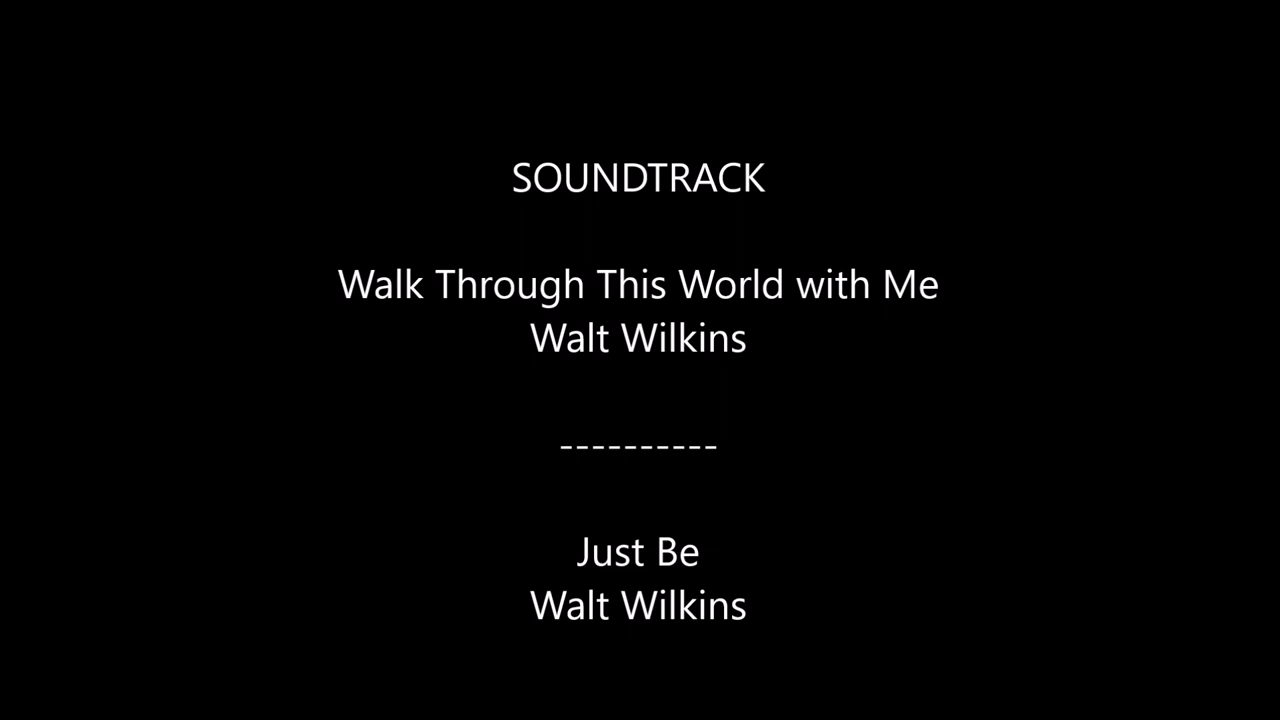 SOUNDTRACK
Walk Through This World with Me
Walt Wilkins
----------
Just Be
Walt Wilkins